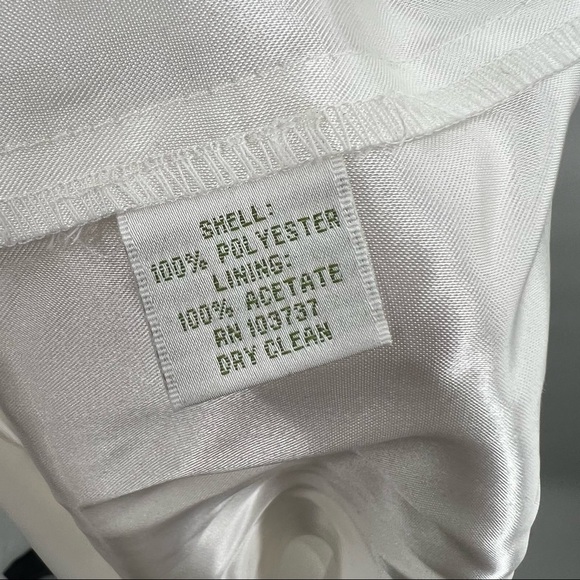 SHELL:
100% POLYESTER
LINING:
100% ACETATE
RN 103737
DRY CLEAN